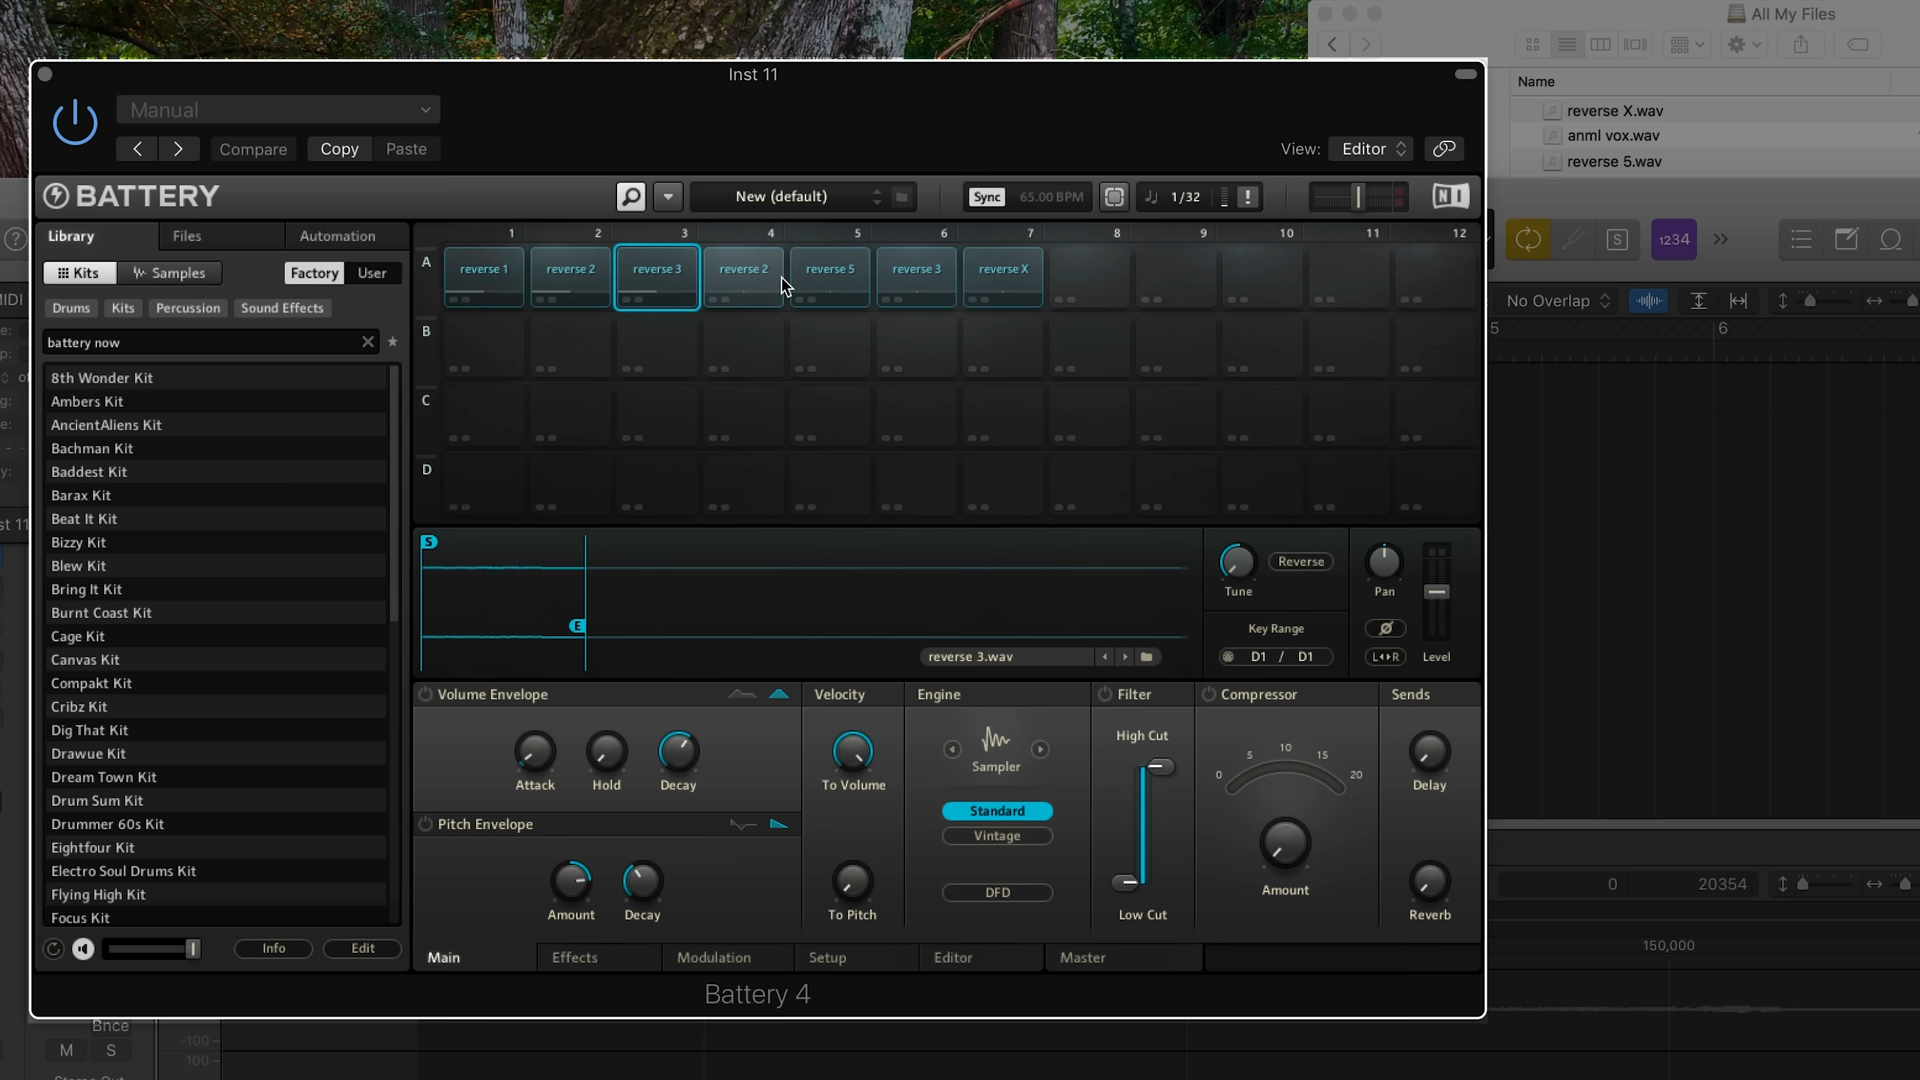 All My Files
Inst 11
Name
Manual
reverse X.wav
anml vox.wav
Compare
Copy
Paste
View:
Editor
reverse 5.wav
BATTERY
New (default)
Sync
65.00 BPM
1/32
!
NI
Library
Files
Automation
1 2 3 4 5 6 7 8 9 10 11 12
S
1234
Kits
Samples
Factory
User
A
reverse 1
reverse 2
reverse 3
reverse 2
reverse 5
reverse 3
reverse X
MIDI
No Overlap
Drums
Kits
Percussion
Sound Effects
5
6
B
battery now
8th Wonder Kit
Ambers Kit
C
AncientAliens Kit
Bachman Kit
Baddest Kit
D
Barax Kit
Beat It Kit
st 11
Bizzy Kit
S
Blew Kit
Reverse
Bring It Kit
Tune
Pan
Burnt Coast Kit
E
Key Range
Cage Kit
Canvas Kit
reverse 3.wav
D1 / D1
L R
Level
Compakt Kit
Volume Envelope
Velocity
Engine
Filter
Compressor
Sends
Cribz Kit
Dig That Kit
High Cut
Drawue Kit
0 5 10 15 20
Sampler
Dream Town Kit
Attack
Hold
Decay
To Volume
Delay
Drum Sum Kit
Standard
Drummer 60s Kit
Pitch Envelope
Vintage
Eightfour Kit
Electro Soul Drums Kit
Flying High Kit
DFD
Amount
0
20354
Focus Kit
Amount
Decay
To Pitch
Low Cut
Reverb
Info
Edit
150,000
Main
Effects
Modulation
Setup
Editor
Master
Battery 4
Bnce
M
S
-100
100